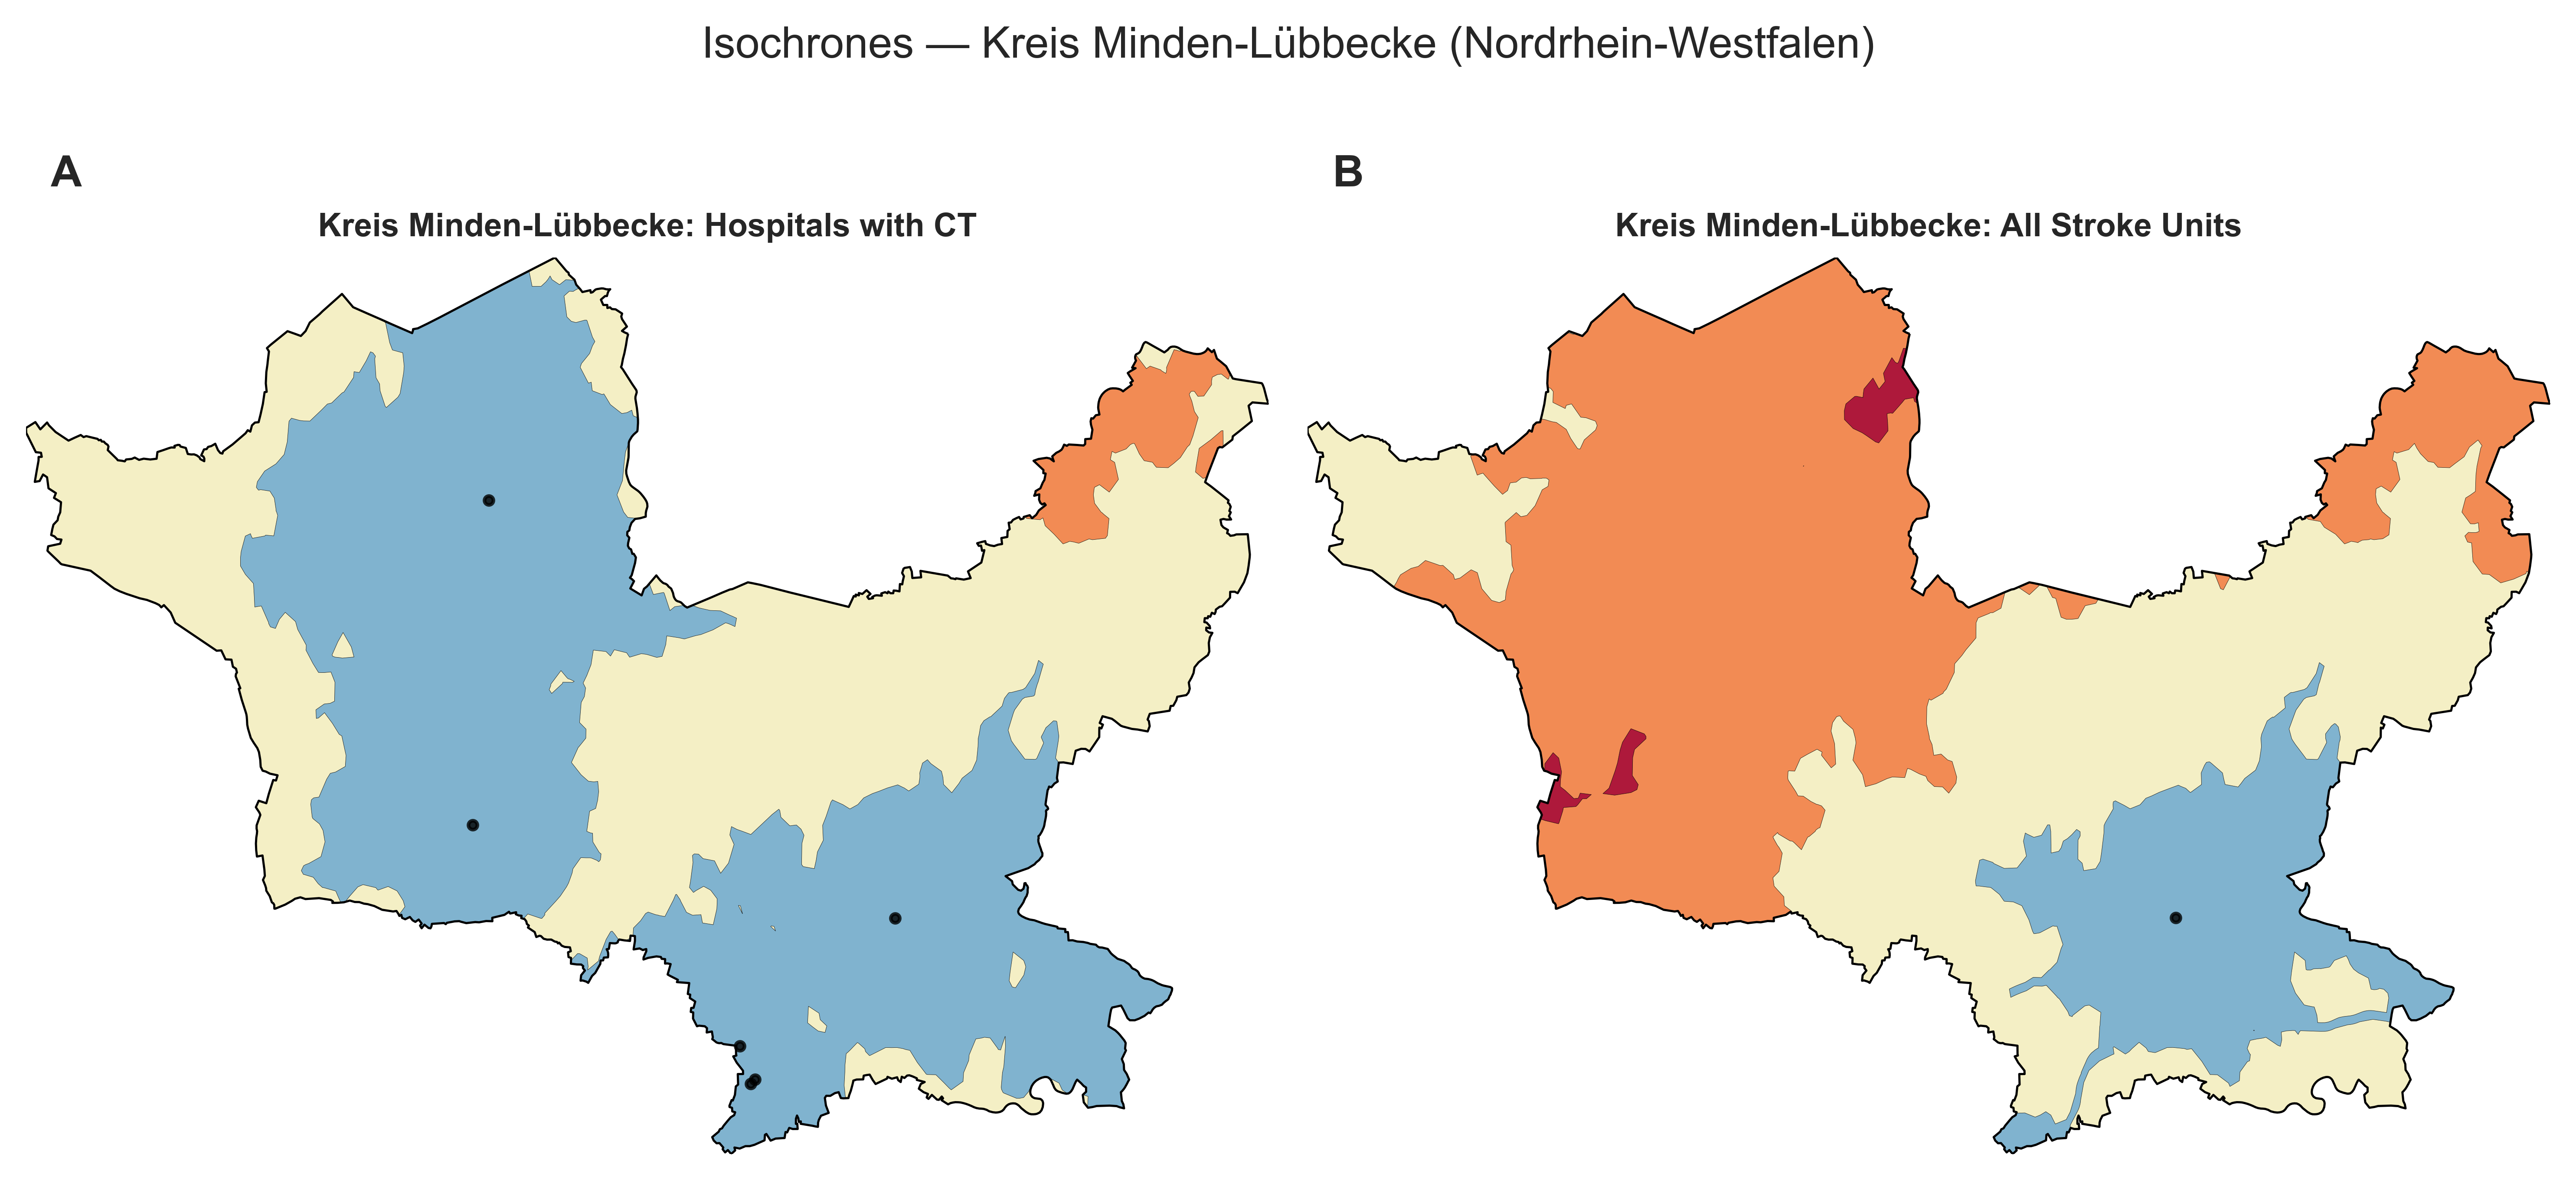 Isochrones — Kreis Minden-Lübbecke (Nordrhein-Westfalen)
A
B
Kreis Minden-Lübbecke: Hospitals with CT
Kreis Minden-Lübbecke: All Stroke Units